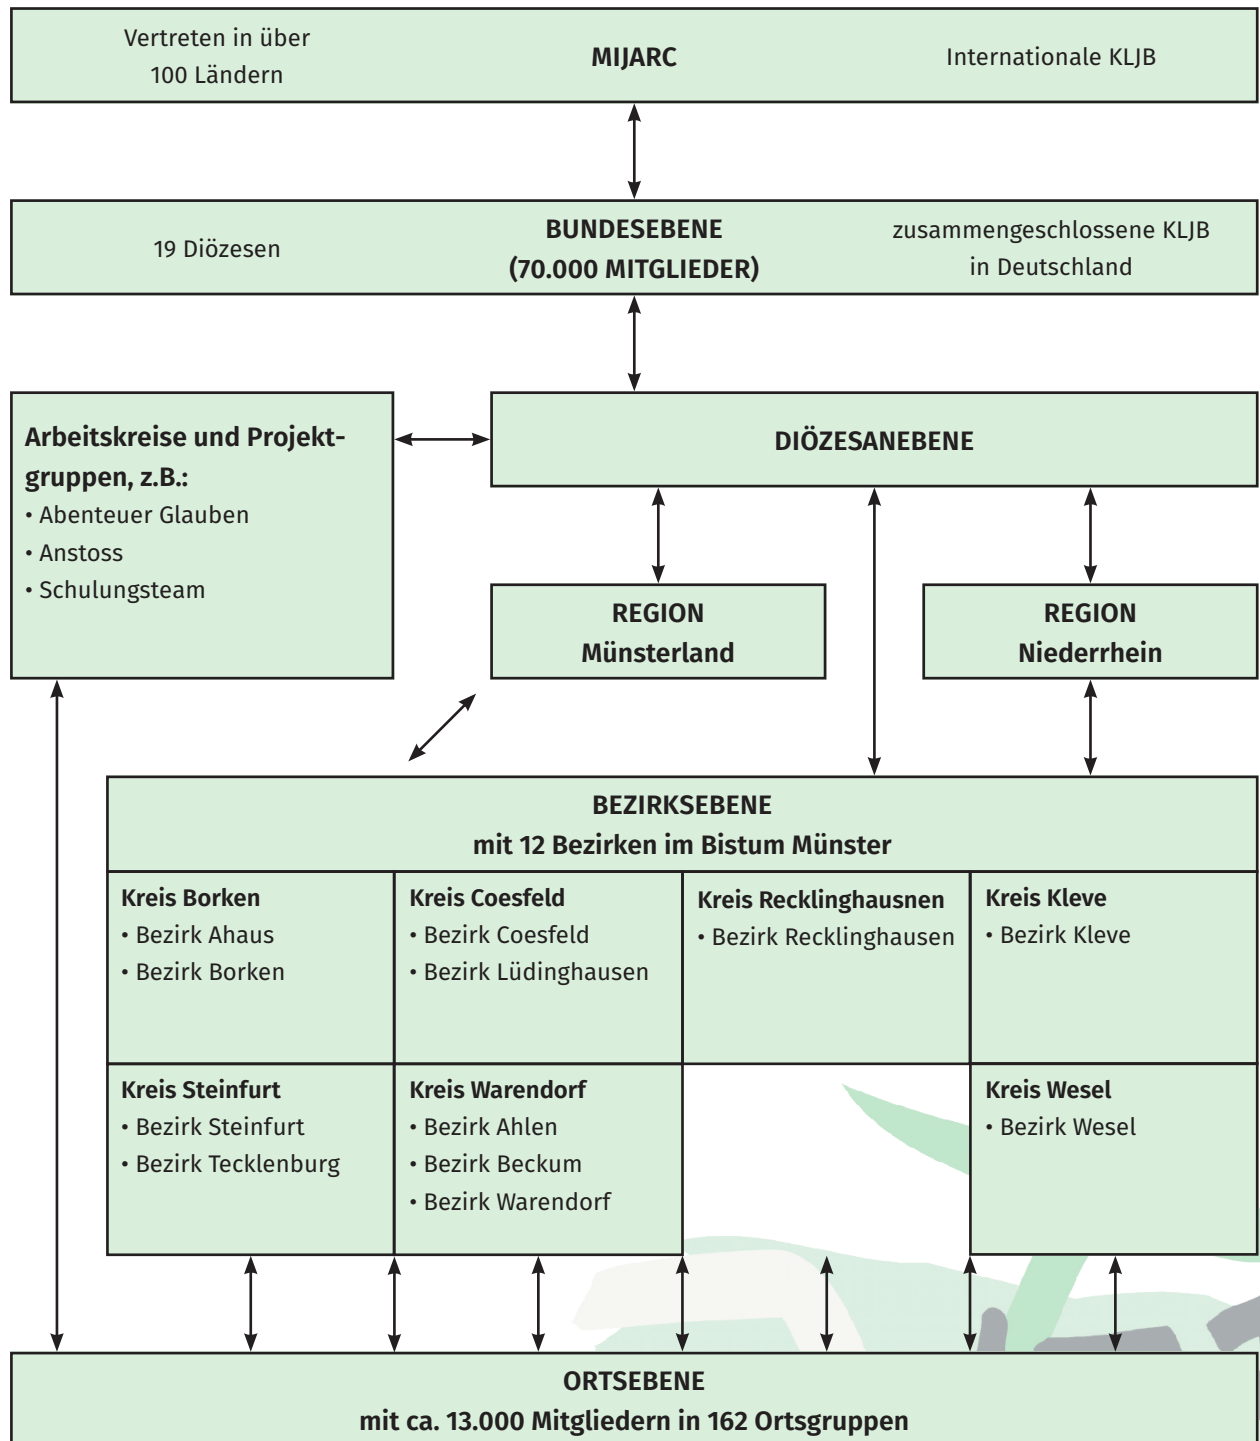 Vertreten in über
100 Ländern
MIJARC
Internationale KLJB
19 Diözesen
BUNDESEBENE
(70.000 MITGLIEDER)
zusammengeschlossene KLJB
in Deutschland
Arbeitskreise und Projekt-
gruppen, z.B.:
• Abenteuer Glauben
• Anstoss
• Schulungsteam
DIÖZESANEBENE
REGION
Münsterland
REGION
Niederrhein
BEZIRKSEBENE
mit 12 Bezirken im Bistum Münster
Kreis Borken
• Bezirk Ahaus
• Bezirk Borken
Kreis Coesfeld
• Bezirk Coesfeld
• Bezirk Lüdinghausen
Kreis Recklinghausnen
• Bezirk Recklinghausen
Kreis Kleve
• Bezirk Kleve
Kreis Steinfurt
• Bezirk Steinfurt
• Bezirk Tecklenburg
Kreis Warendorf
• Bezirk Ahlen
• Bezirk Beckum
• Bezirk Warendorf
Kreis Wesel
• Bezirk Wesel
ORTSEBENE
mit ca. 13.000 Mitgliedern in 162 Ortsgruppen